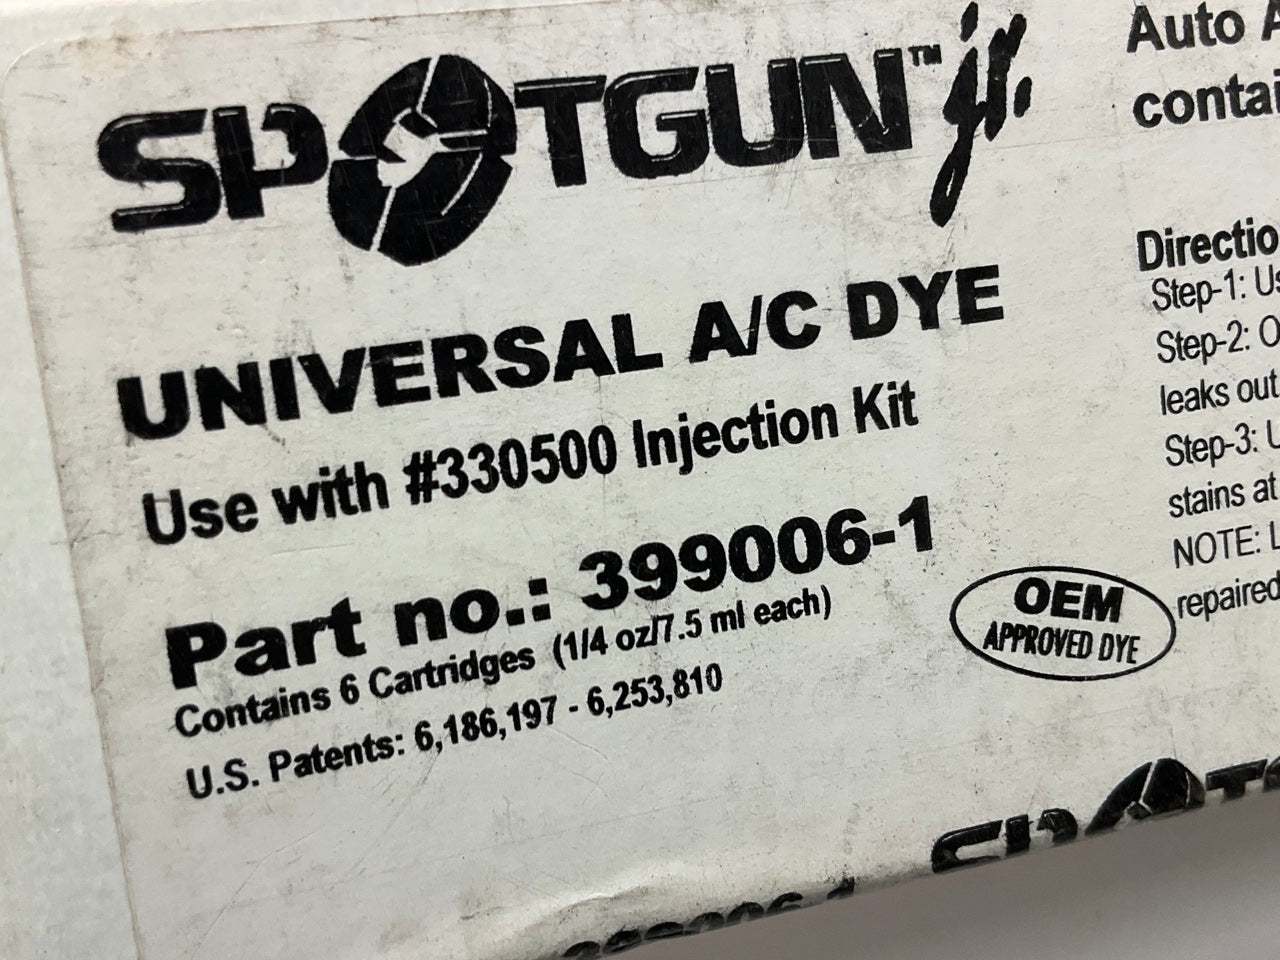 SPOTGUN™ jr.
UNIVERSAL A/C DYE
Use with #330500 Injection Kit
Part no.: 399006-1
Contains 6 Cartridges (1/4 oz/7.5 ml each)
U.S. Patents: 6,186,197 - 6,253,810
OEM
APPROVED DYE
Auto
Step-1:
Step-2:
leaks out
Step-3:
stains at
NOTE:
repaired